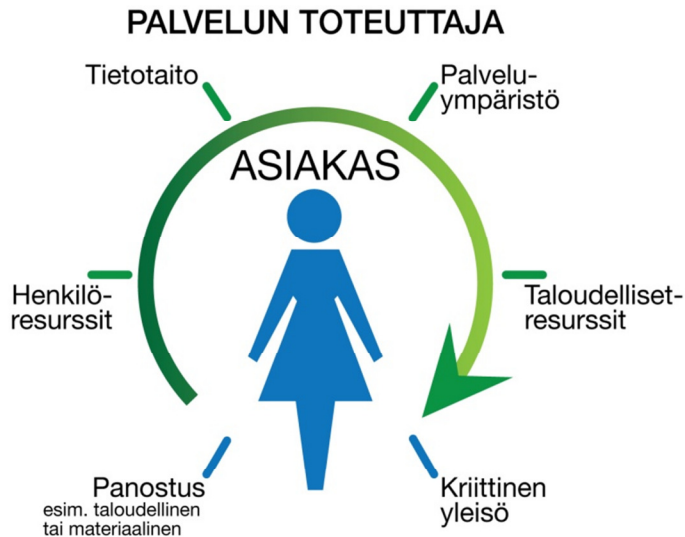 PALVELUN TOTEUTTAJA
Tietotaito
Palvelu-
ympäristö
ASIAKAS
Henkilö-
resurssit
Taloudelliset-
resurssit
Panostus
esim. taloudellinen
tai materiaalinen
Kriittinen
yleisö